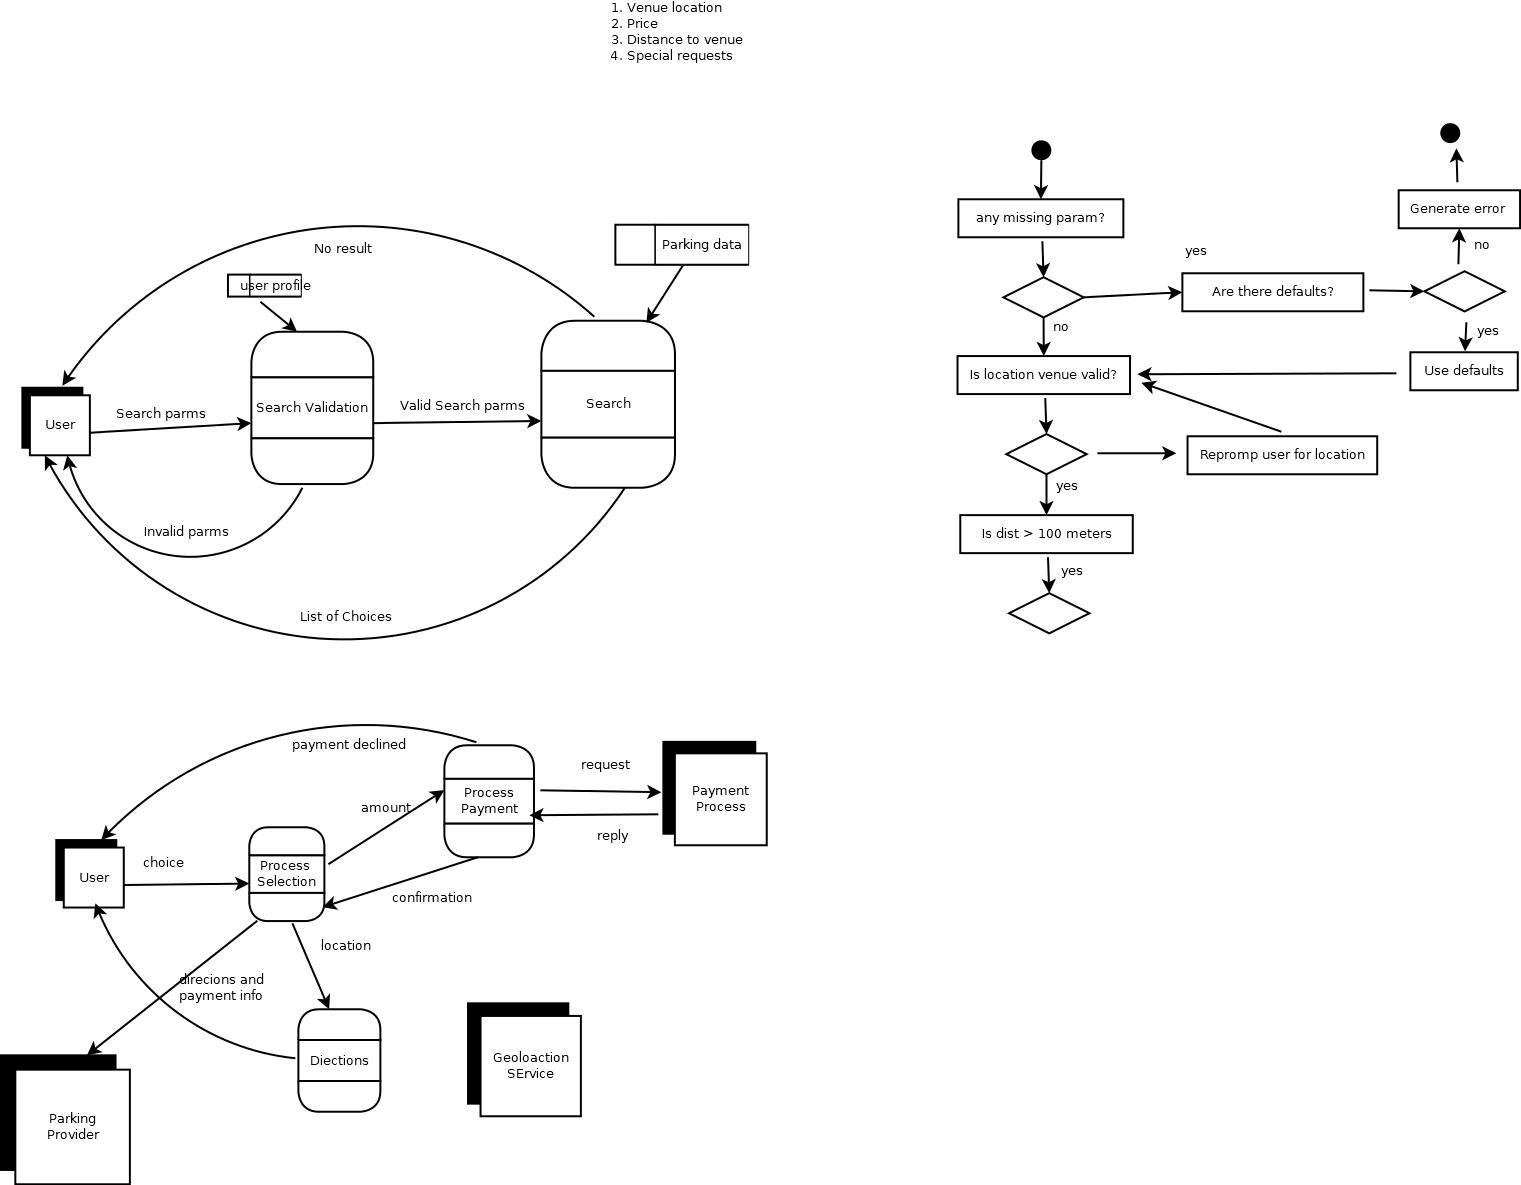 1. Venue location
2. Price
3. Distance to venue
4. Special requests
No result
user profile
Parking data
User
Search parms
Search Validation
Valid Search parms
Search
Invalid parms
List of Choices
any missing param?
yes
Are there defaults?
Generate error
no
yes
Use defaults
no
Is location venue valid?
Repromp user for location
yes
Is dist > 100 meters
yes
payment declined
Process
Payment
request
Payment
Process
reply
amount
User
choice
Process
Selection
confirmation
location
direcions and
payment info
Diections
Geoloaction
SErvice
Parking
Provider